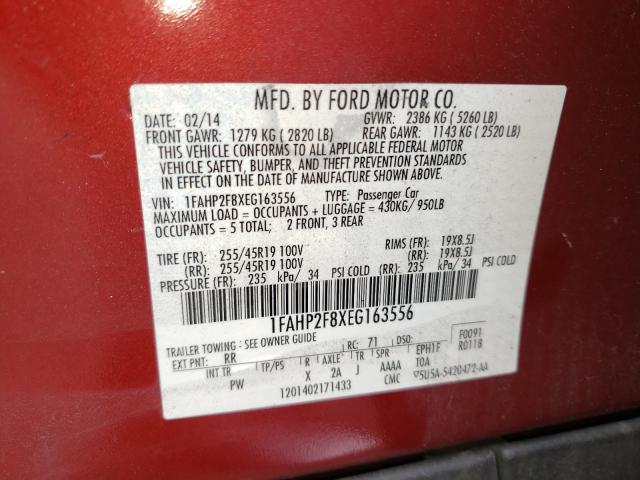 MFD. BY FORD MOTOR CO.
DATE: 02/14 GVWR: 2386 KG ( 5260 LB)
FRONT GAWR: 1279 KG ( 2820 LB) REAR GAWR: 1143 KG ( 2520 LB)
THIS VEHICLE CONFORMS TO ALL APPLICABLE FEDERAL MOTOR
VEHICLE SAFETY, BUMPER, AND THEFT PREVENTION STANDARDS
IN EFFECT ON THE DATE OF MANUFACTURE SHOWN ABOVE.
VIN: 1FAHP2F8XEG163556 TYPE: Passenger Car
MAXIMUM LOAD = OCCUPANTS + LUGGAGE = 430KG/ 950LB
OCCUPANTS = 5 TOTAL; 2 FRONT, 3 REAR
TIRE (FR): 255/45R19 100V RIMS (FR): 19X8.5J
(RR): 255/45R19 100V (RR): 19X8.5J
PRESSURE (FR): 235 kPa/ 34 PSI COLD (RR): 235 kPa/ 34 PSI COLD
1FAHP2F8XEG163556
TRAILER TOWING - SEE OWNER GUIDE
EXT PNT: RR RC: 71 DSO: F0091
INT TR TP/PS R AXLE TR SPR EPH1F R0118
PW X 2A J AAAA TOA
1201402171433 CMC 5U5A-5420472-AA